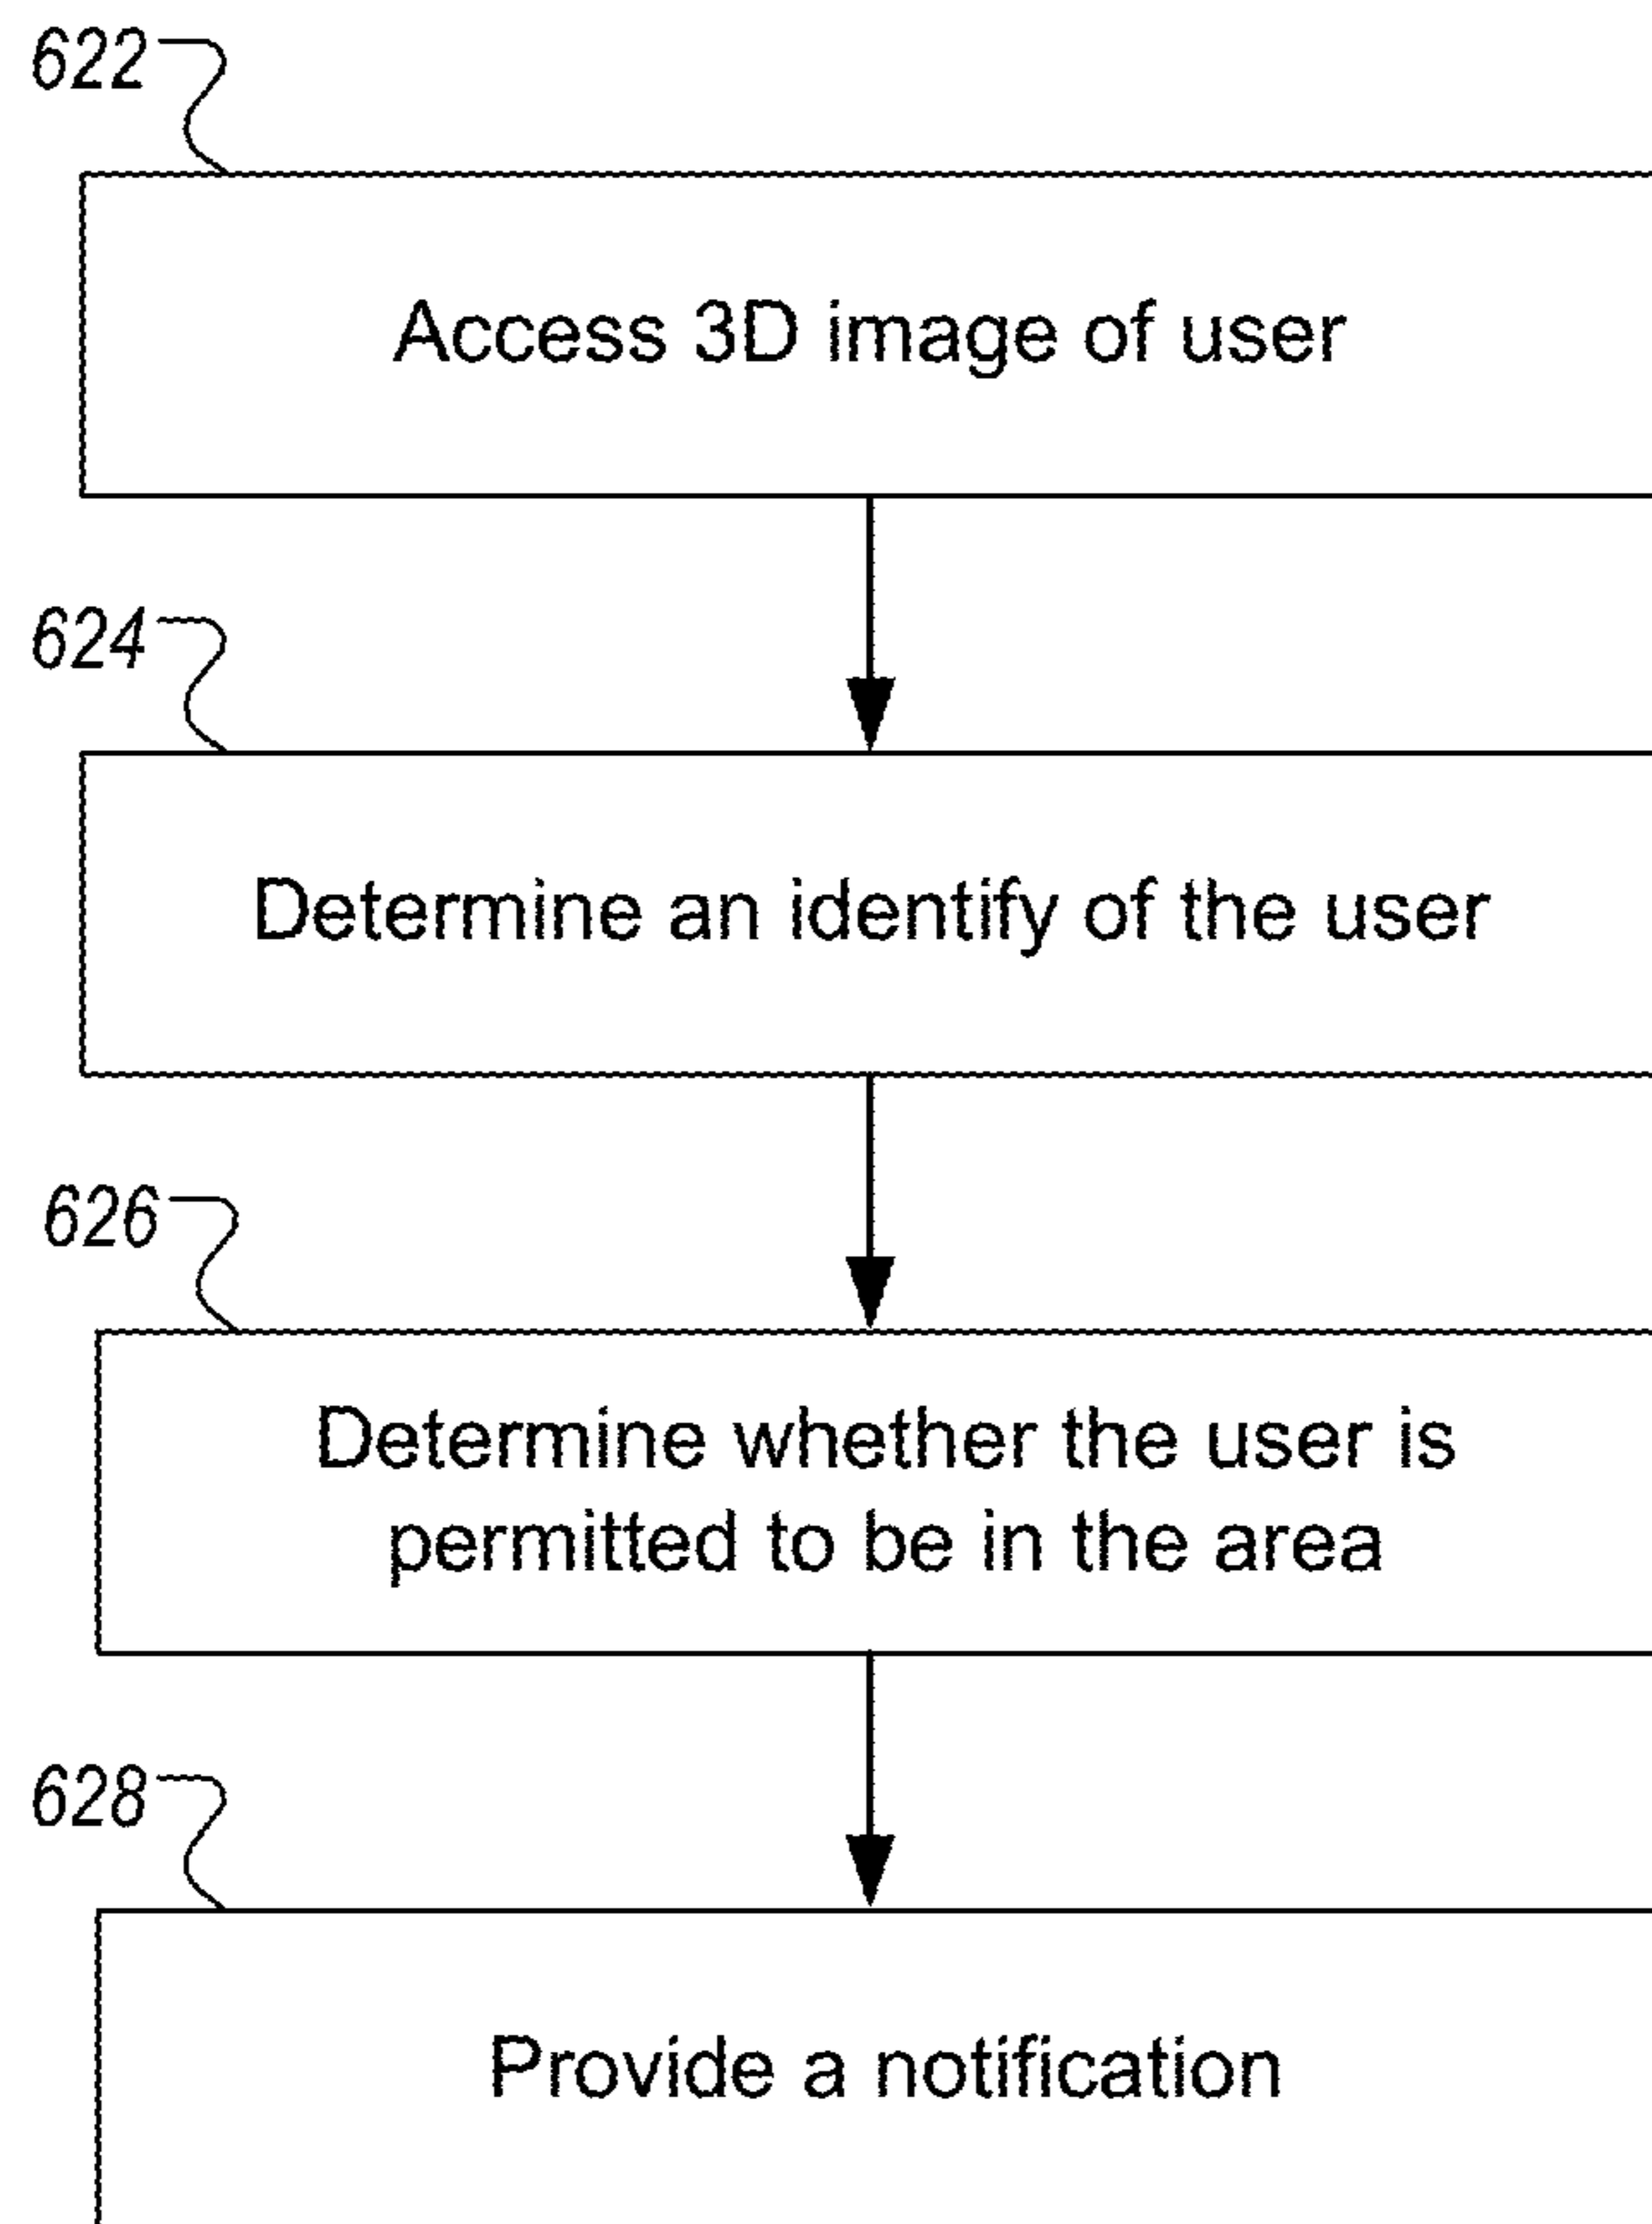 622
Access 3D image of user
624
Determine an identify of the user
626
Determine whether the user is
permitted to be in the area
628
Provide a notification